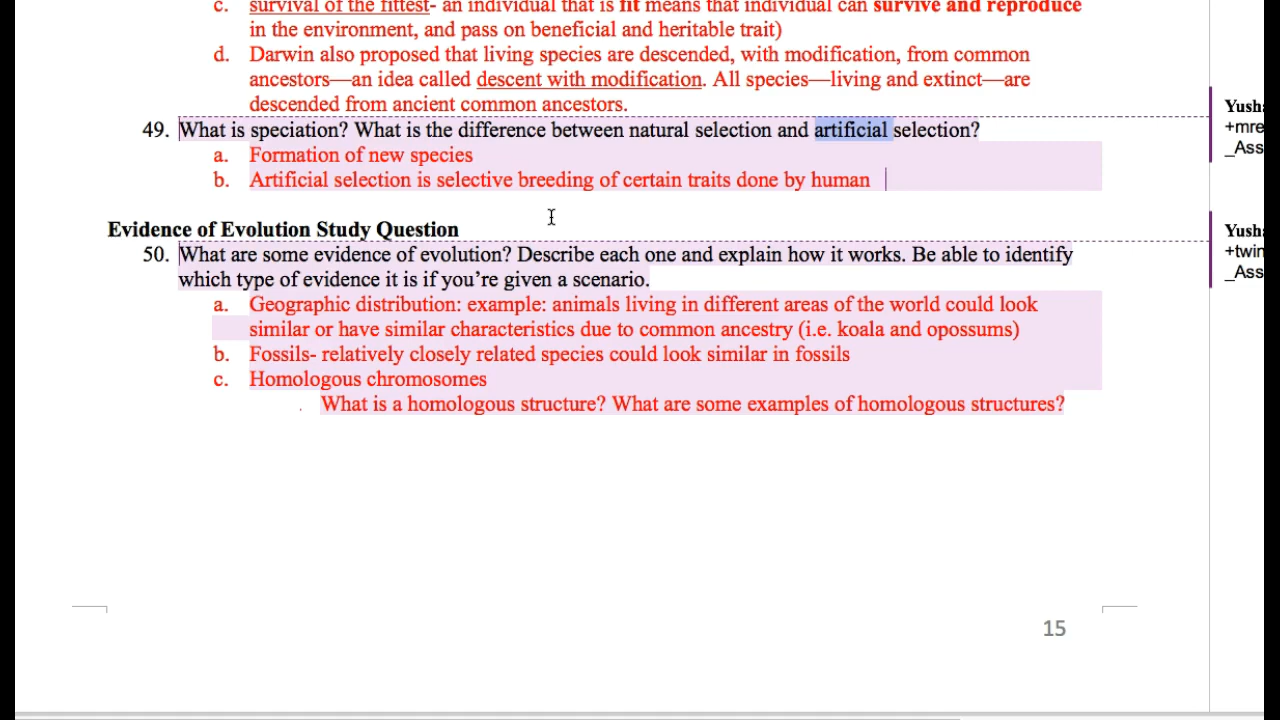 c. survival of the fittest- an individual that is fit means that individual can survive and reproduce
in the environment, and pass on beneficial and heritable trait)
d. Darwin also proposed that living species are descended, with modification, from common
ancestors—an idea called descent with modification. All species—living and extinct—are
descended from ancient common ancestors.
49. What is speciation? What is the difference between natural selection and artificial selection?
a. Formation of new species
b. Artificial selection is selective breeding of certain traits done by human
Evidence of Evolution Study Question
50. What are some evidence of evolution? Describe each one and explain how it works. Be able to identify
which type of evidence it is if you’re given a scenario.
a. Geographic distribution: example: animals living in different areas of the world could look
similar or have similar characteristics due to common ancestry (i.e. koala and opossums)
b. Fossils- relatively closely related species could look similar in fossils
c. Homologous chromosomes
. What is a homologous structure? What are some examples of homologous structures?
15
Yush
+mre
_Ass
Yush
+twin
_Ass